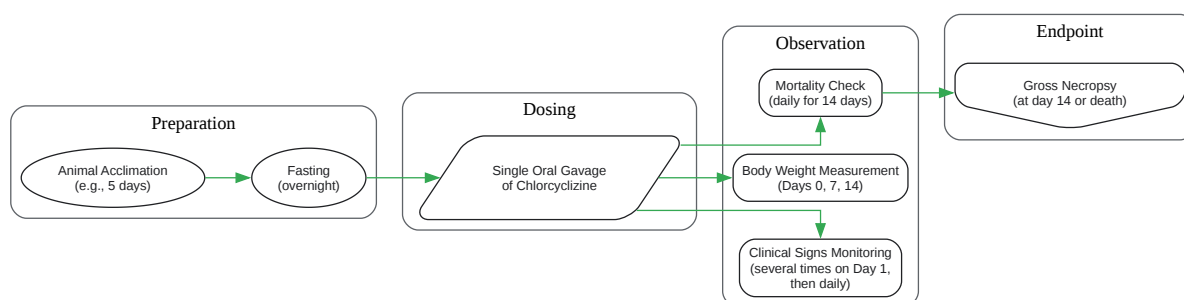 Preparation
Animal Acclimation
(e.g., 5 days)
Fasting
(overnight)
Dosing
Single Oral Gavage
of Chlorcyclizine
Observation
Mortality Check
(daily for 14 days)
Body Weight Measurement
(Days 0, 7, 14)
Clinical Signs Monitoring
(several times on Day 1,
then daily)
Endpoint
Gross Necropsy
(at day 14 or death)